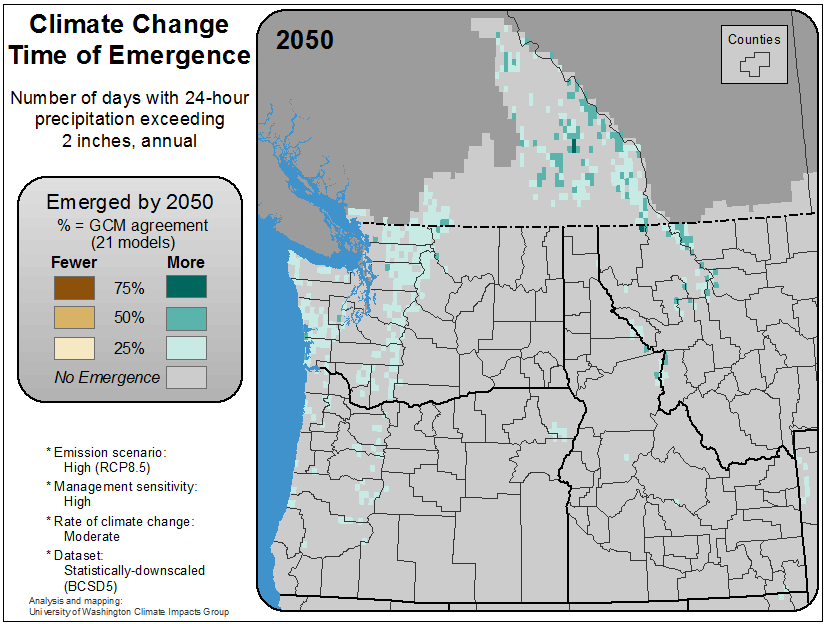 Climate Change
Time of Emergence
Number of days with 24-hour
precipitation exceeding
2 inches, annual
Emerged by 2050
% = GCM agreement
(21 models)
Fewer More
75%
50%
25%
No Emergence
* Emission scenario:
High (RCP8.5)
* Management sensitivity:
High
* Rate of climate change:
Moderate
* Dataset:
Statistically-downscaled
(BCSD5)
Analysis and mapping:
University of Washington Climate Impacts Group
2050
Counties